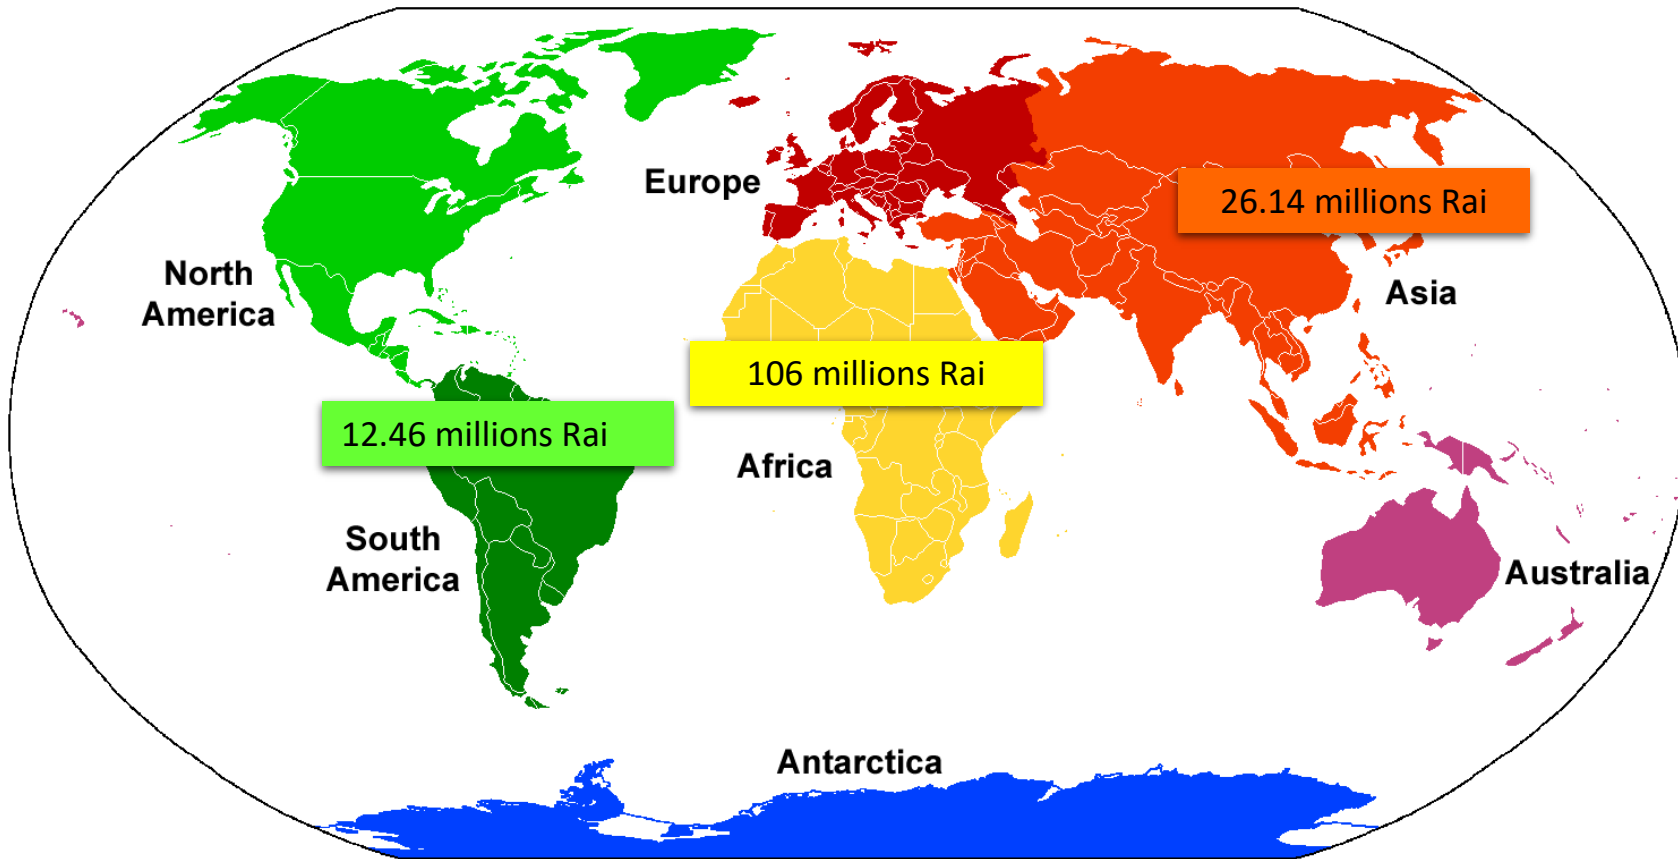 Europe
26.14 millions Rai
North
America
Asia
106 millions Rai
12.46 millions Rai
Africa
South
America
Australia
Antarctica